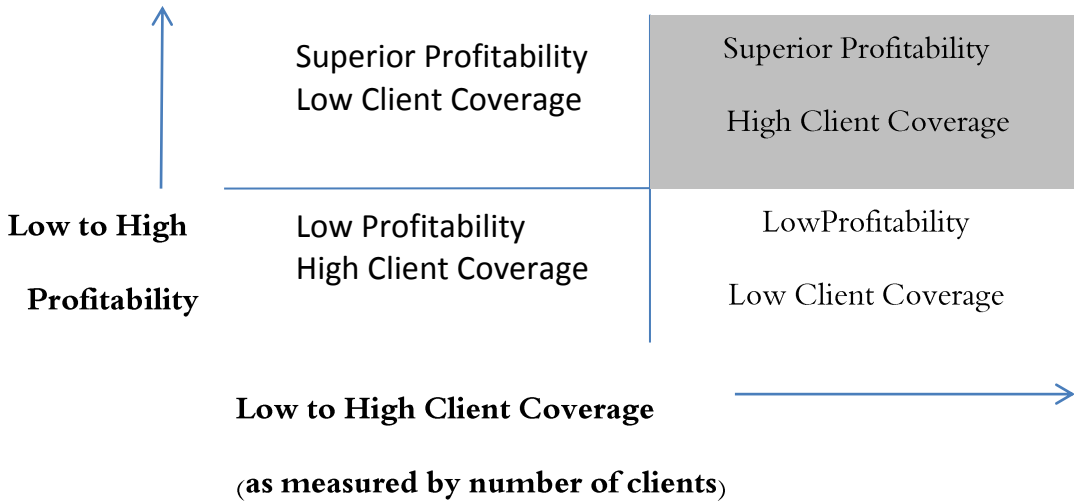 Superior Profitability
Low Client Coverage
Superior Profitability
High Client Coverage
Low to High
Profitability
Low Profitability
High Client Coverage
LowProfitability
Low Client Coverage
Low to High Client Coverage
(as measured by number of clients)